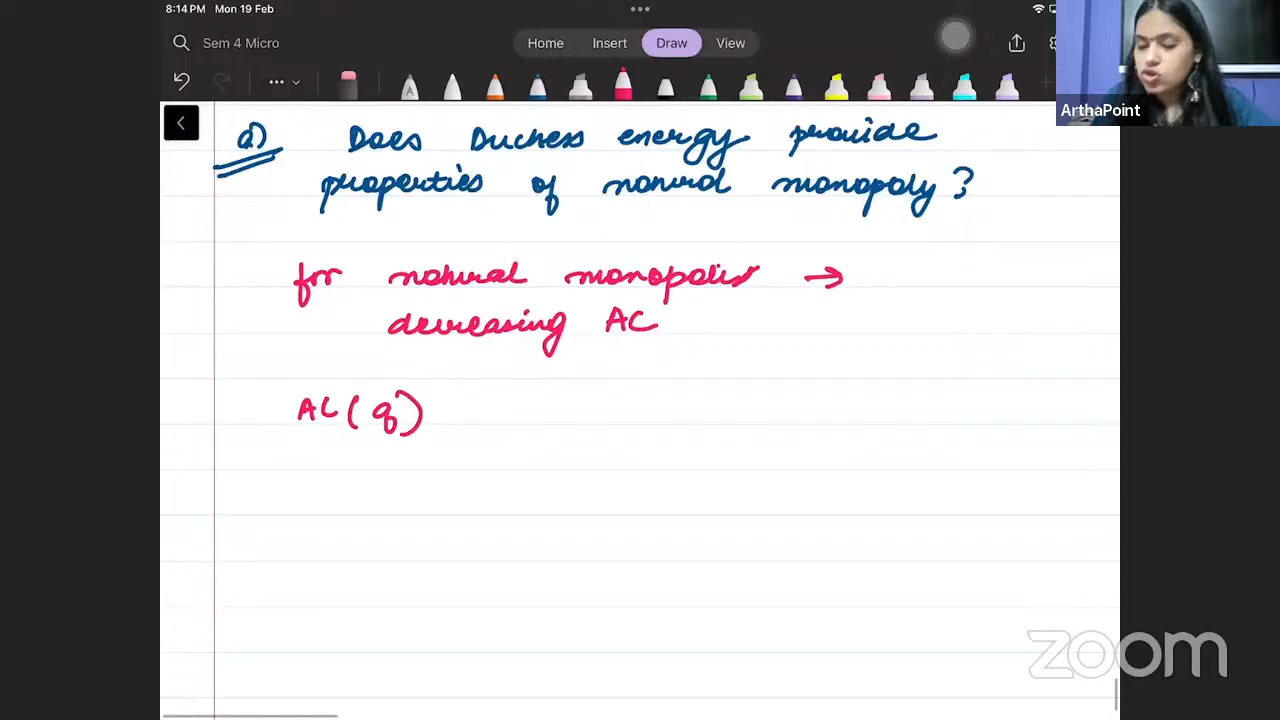 8:14 PM Mon 19 Feb
Sem 4 Micro
Home Insert Draw View
ArthaPoint
a) Does Duchess energy provide
properties of natural monopoly?
for natural monopolist →
decreasing AC
AC(q)
zoom